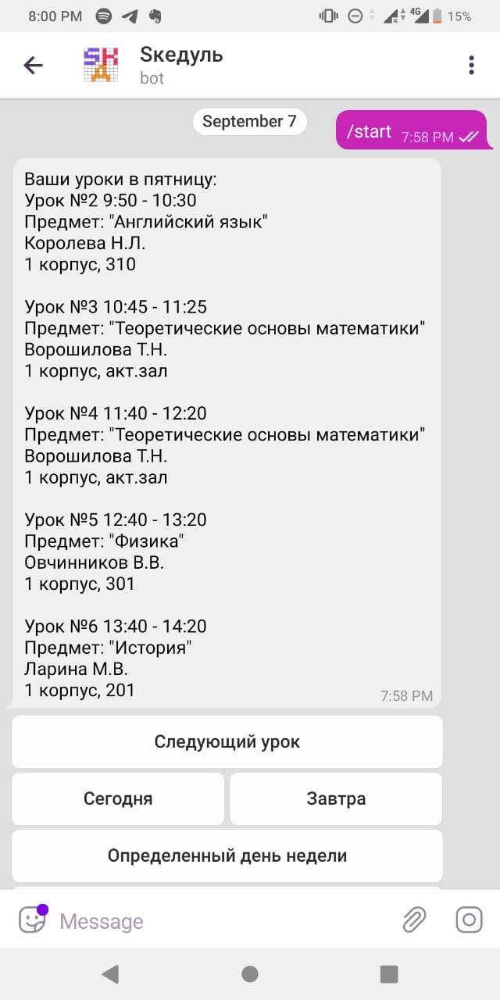 8:00 PM
4G
15%
Sкедуль
bot
September 7
/start 7:58 PM
Ваши уроки в пятницу:
Урок №2 9:50 - 10:30
Предмет: "Английский язык"
Королева Н.Л.
1 корпус, 310
Урок №3 10:45 - 11:25
Предмет: "Теоретические основы математики"
Ворошилова Т.Н.
1 корпус, акт.зал
Урок №4 11:40 - 12:20
Предмет: "Теоретические основы математики"
Ворошилова Т.Н.
1 корпус, акт.зал
Урок №5 12:40 - 13:20
Предмет: "Физика"
Овчинников В.В.
1 корпус, 301
Урок №6 13:40 - 14:20
Предмет: "История"
Ларина М.В.
1 корпус, 201
7:58 PM
Следующий урок
Сегодня
Завтра
Определенный день недели
Message